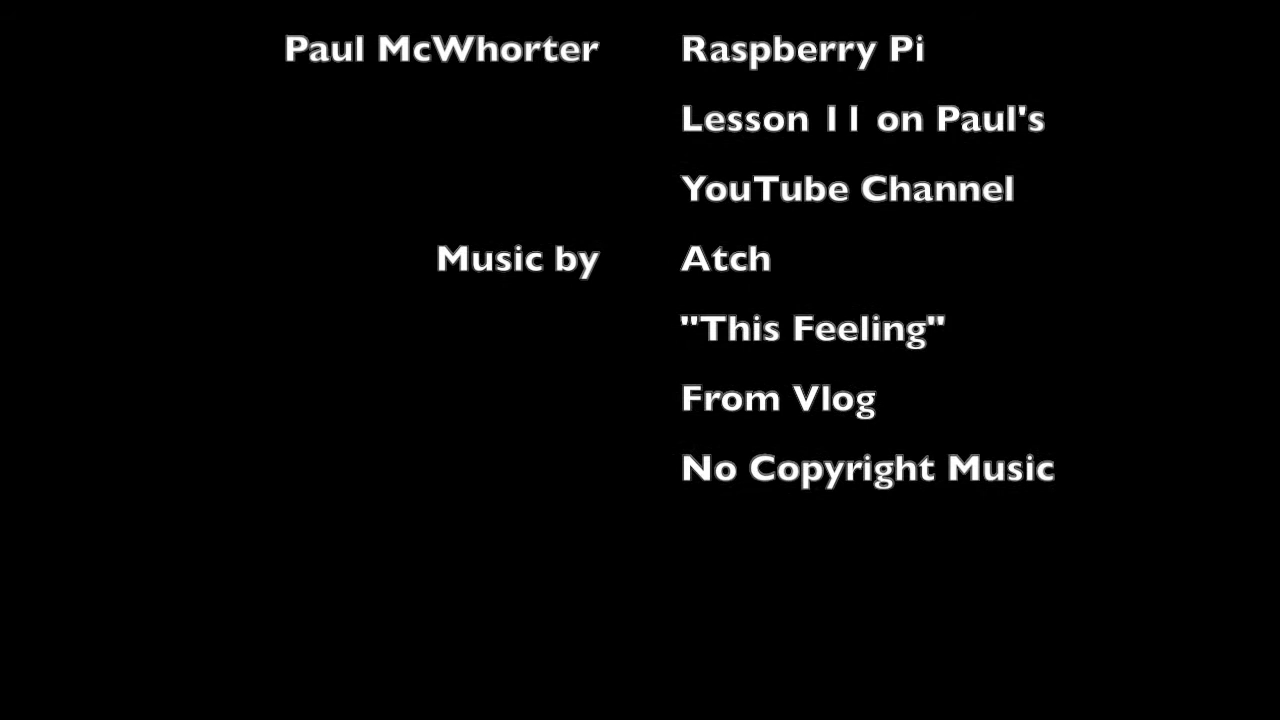 Paul McWhorter Raspberry Pi
Lesson 11 on Paul's
YouTube Channel
Music by Atch
"This Feeling"
From Vlog
No Copyright Music